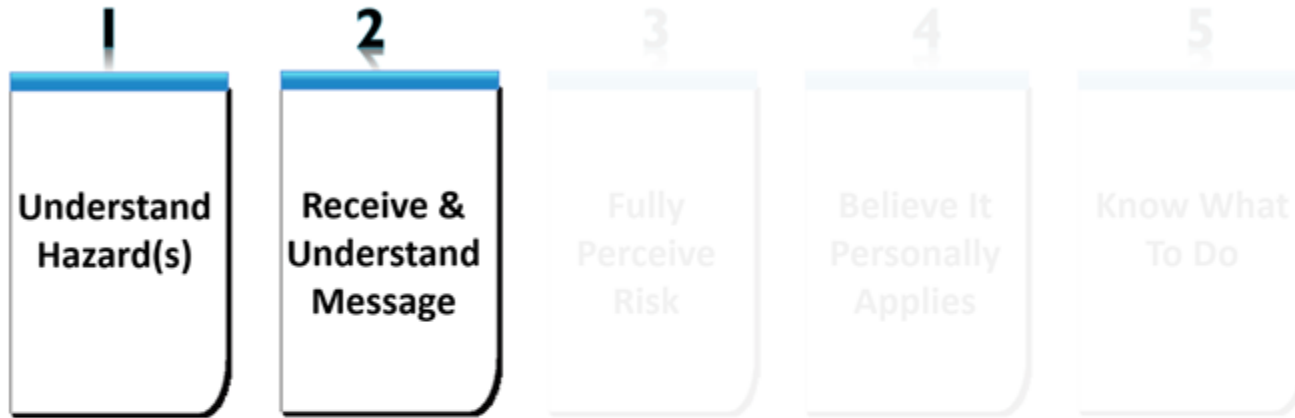 1
Understand
Hazard(s)
2
Receive &
Understand
Message
3
Fully
Perceive
Risk
4
Believe It
Personally
Applies
5
Know What
To Do